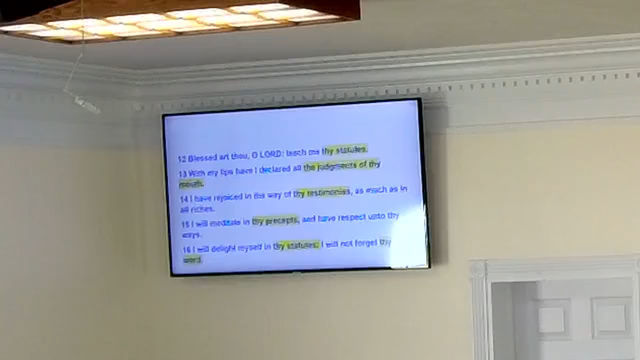 12 Blessed art thou, O LORD: teach me thy statutes.
13 With my lips have I declared all the judgments of thy
mouth.
14 I have rejoiced in the way of thy testimonies, as much as in
all riches.
15 I will meditate in thy precepts, and have respect unto thy
ways.
16 I will delight myself in thy statutes: I will not forget thy
word.